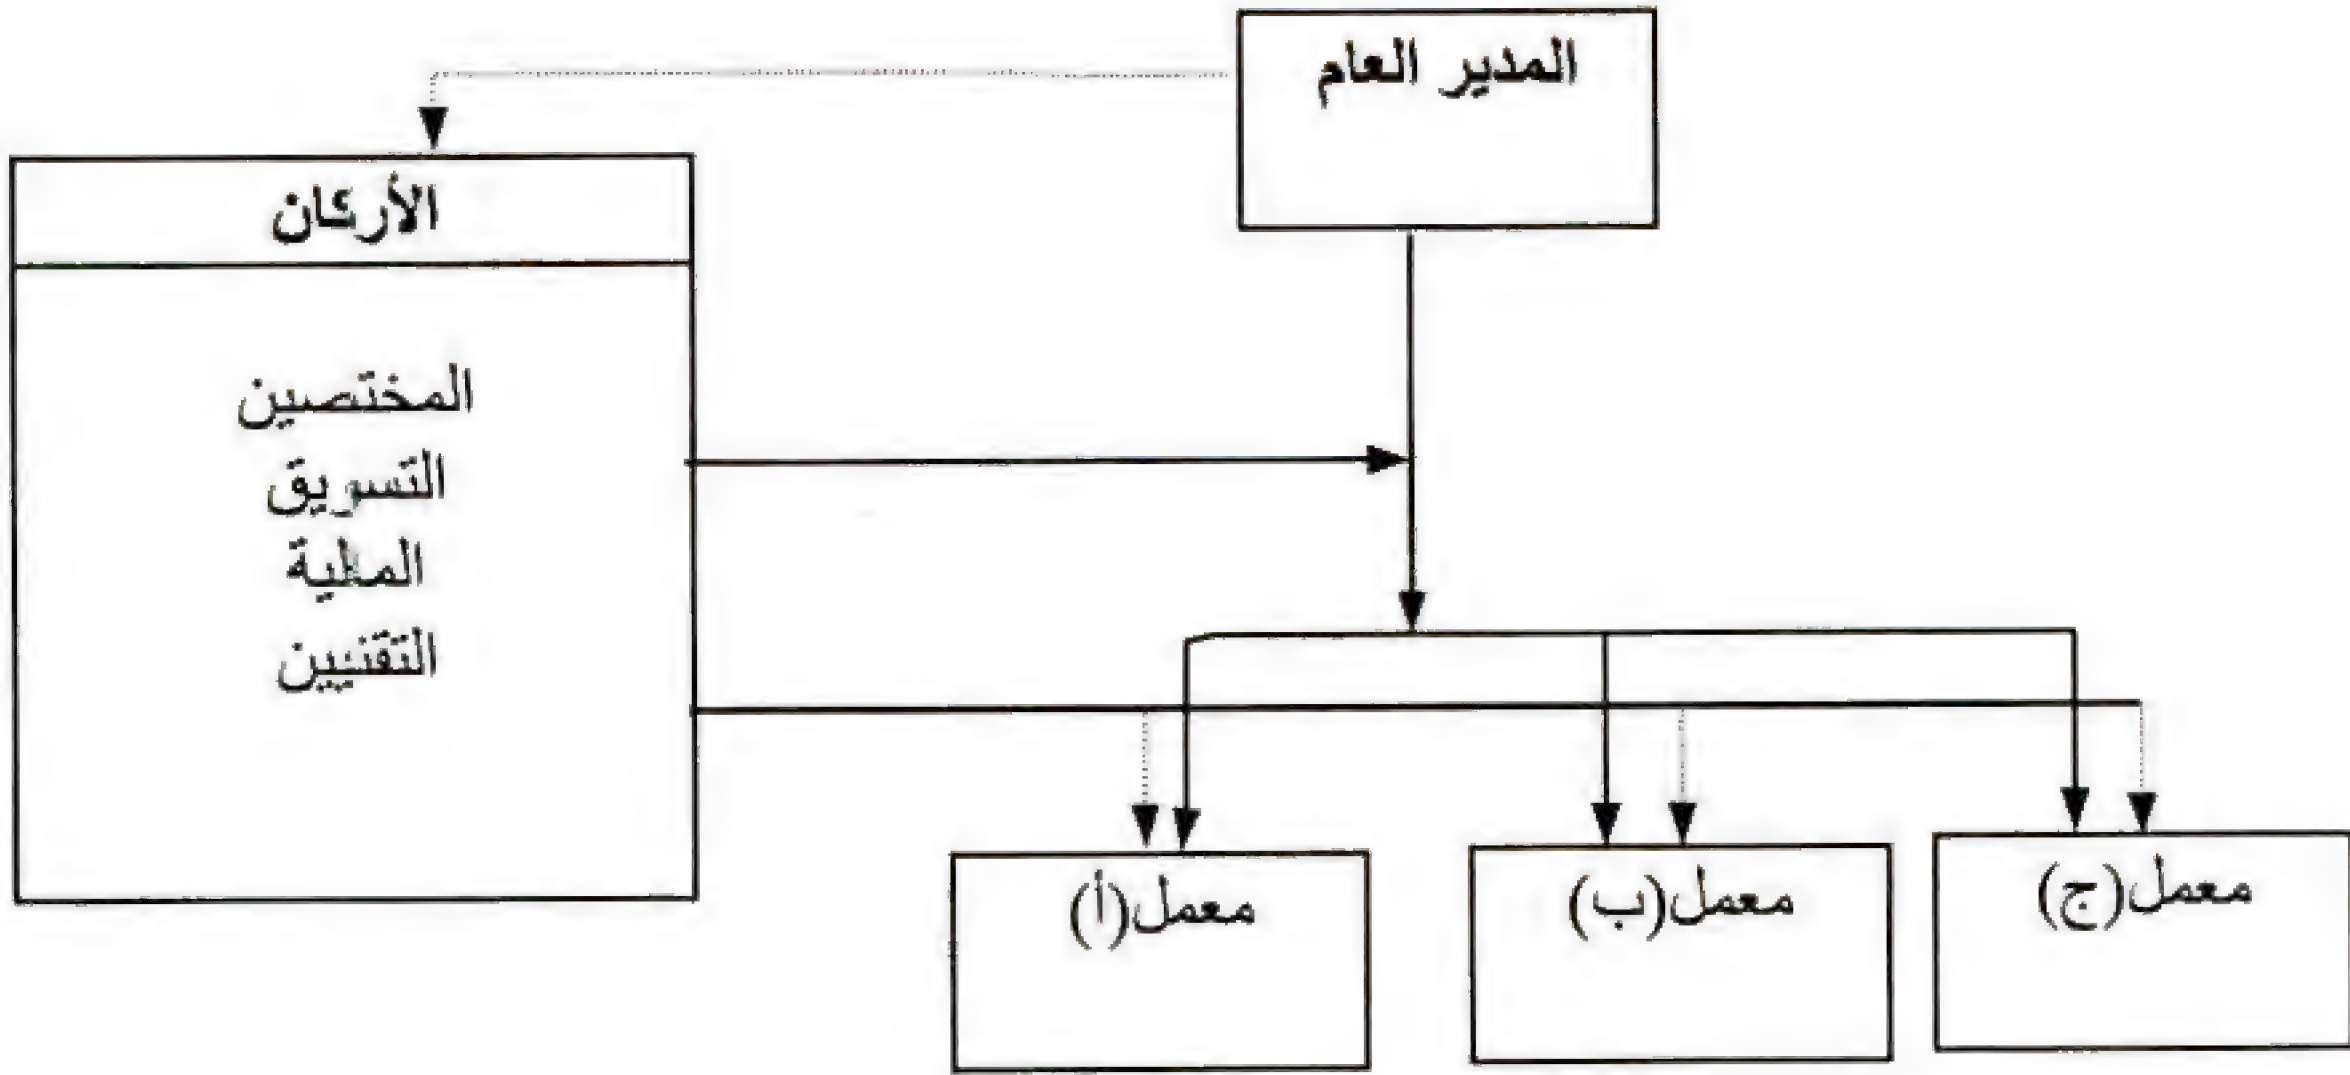 المدير العام
الأركان
المختصين
التسويق
المالية
التقنيين
معمل(ج)
معمل(ب)
معمل(أ)